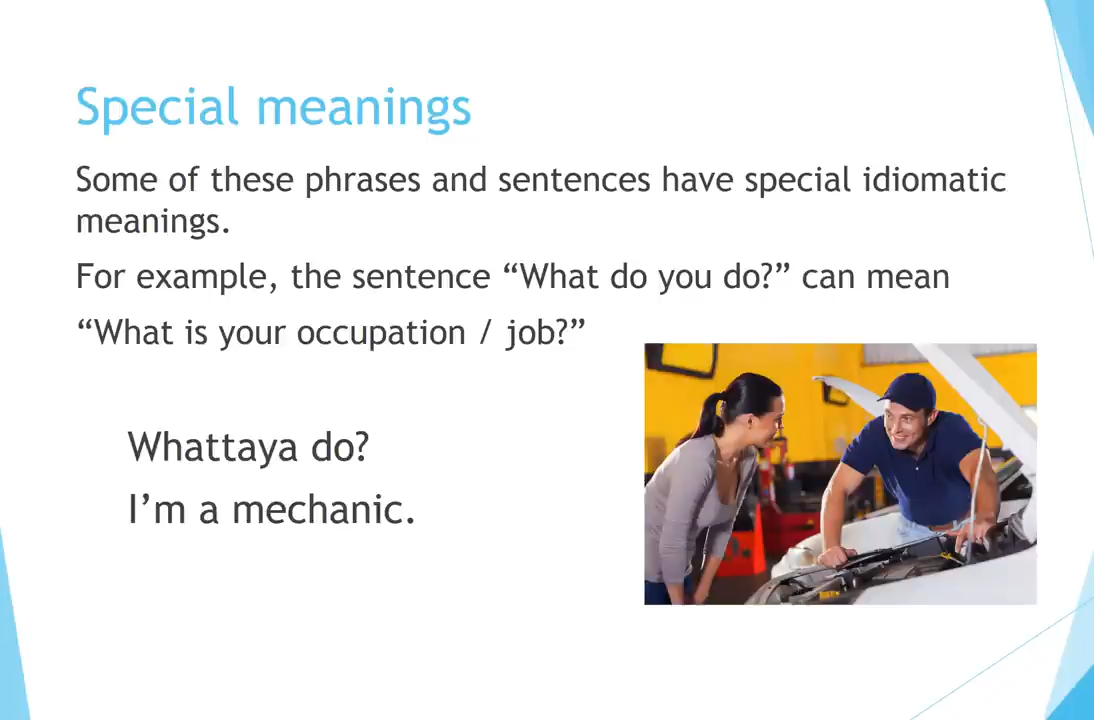 Special meanings
Some of these phrases and sentences have special idiomatic
meanings.
For example, the sentence “What do you do?” can mean
“What is your occupation / job?”
Whattaya do?
I’m a mechanic.